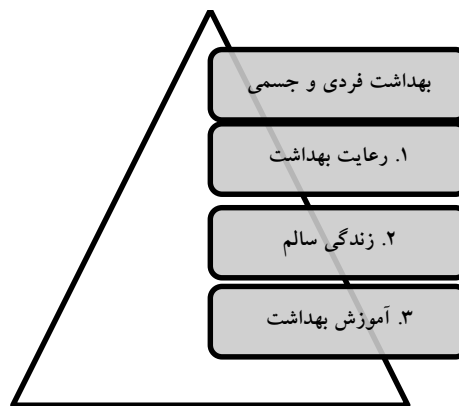 بهداشت فردی و جسمی
۱. رعایت بهداشت
۲. زندگی سالم
۳. آموزش بهداشت